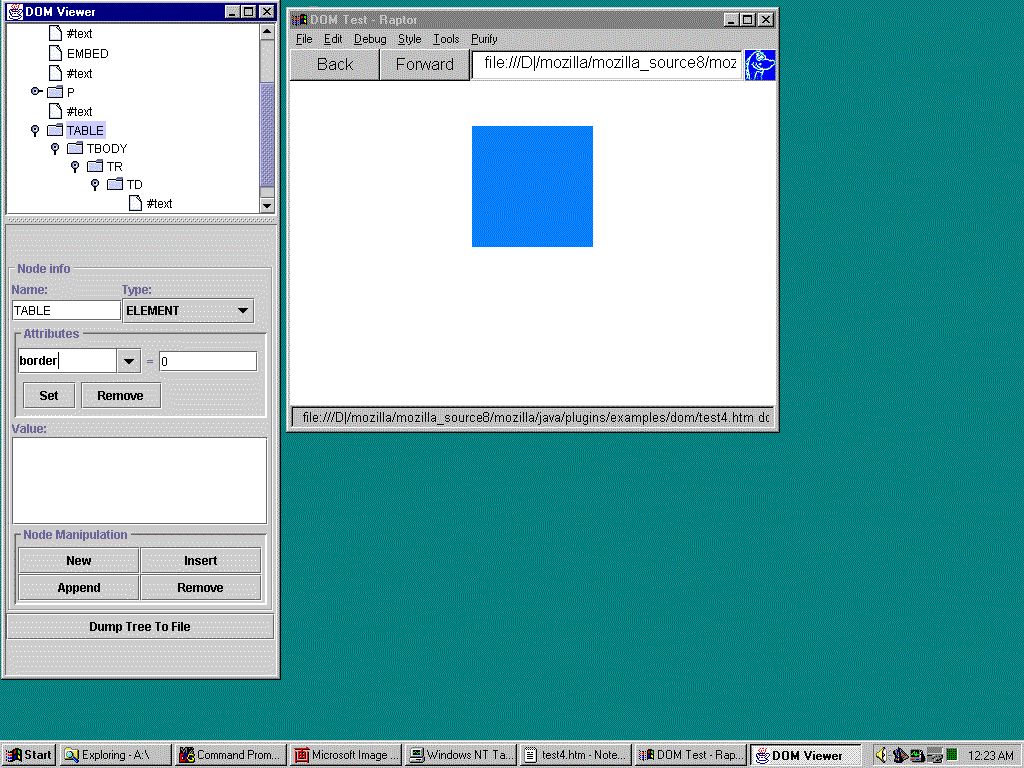 DOM Viewer
#text
EMBED
#text
P
#text
TABLE
TBODY
TR
TD
#text
Node info
Name: Type:
TABLE ELEMENT
Attributes
border = 0
Set Remove
Value:
Node Manipulation
New Insert
Append Remove
Dump Tree To File
DOM Test - Raptor
File Edit Debug Style Tools Purify
Back Forward file:///D|/mozilla/mozilla_source8/moz
file:///D|/mozilla/mozilla_source8/mozilla/java/plugins/examples/dom/test4.htm do
Start Exploring - A:\ Command Prom... Microsoft Image ... Windows NT Ta... test4.htm - Note... DOM Test - Rap... DOM Viewer 12:23 AM